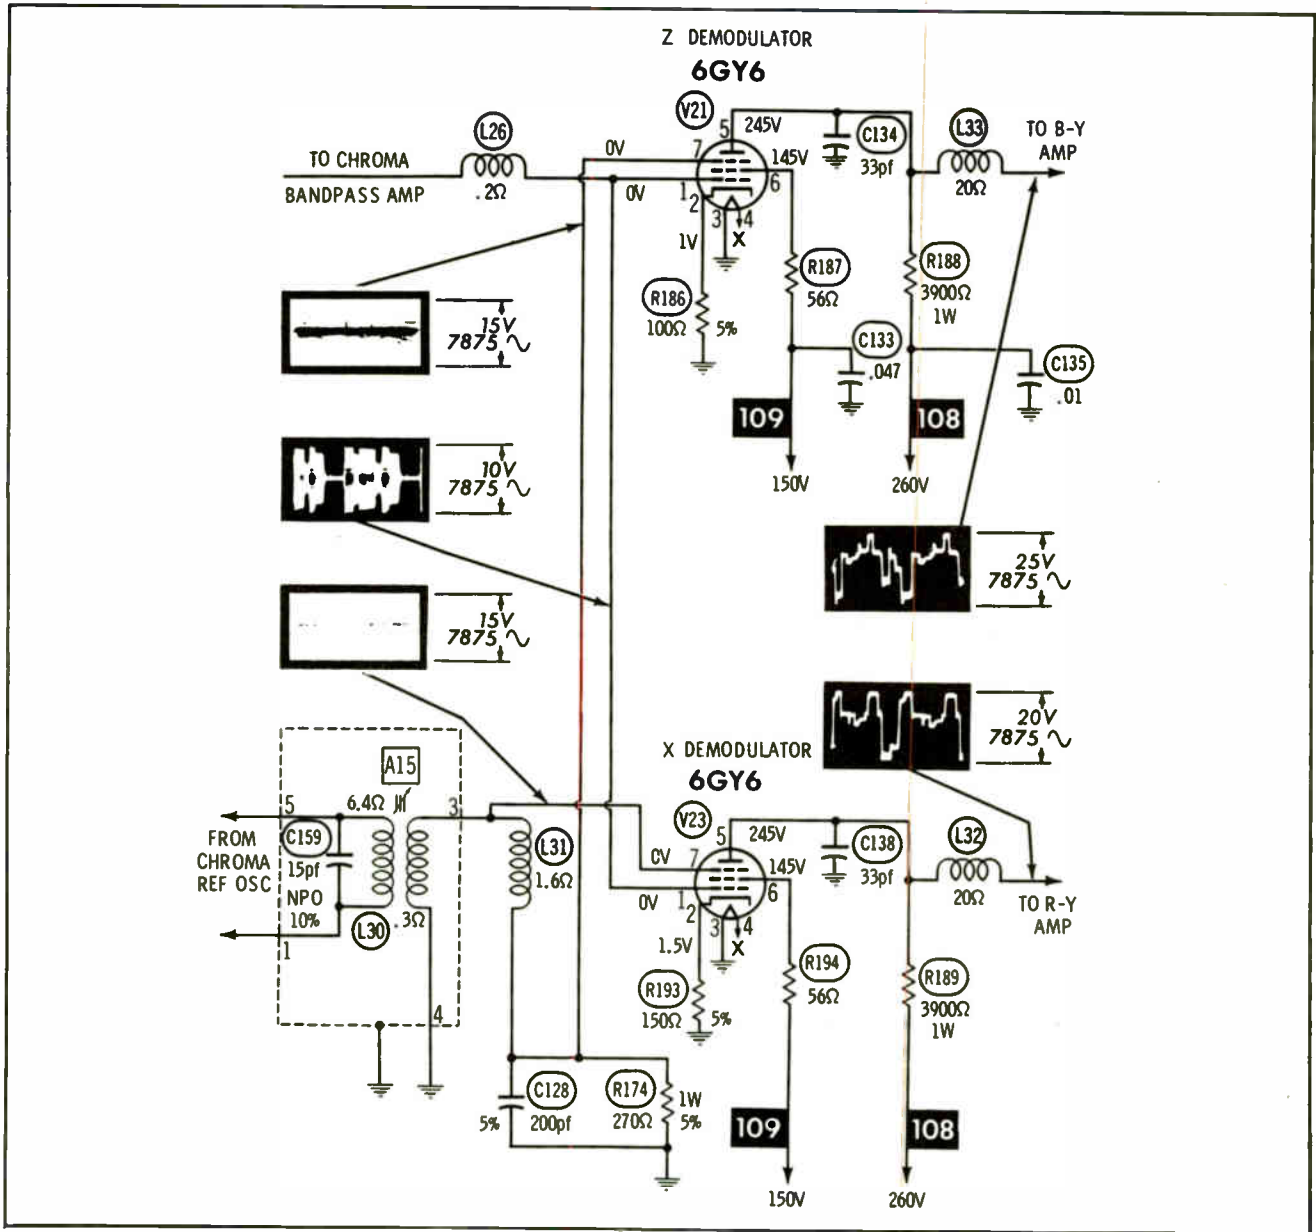 Z DEMODULATOR
6GY6
V21
L26
TO CHROMA
BANDPASS AMP
.2Ω
0V
0V
7
1
2
3
4
5
6
X
245V
145V
1V
C134
33pf
L33
20Ω
TO B-Y
AMP
R186
100Ω
5%
R187
56Ω
R188
3900Ω
1W
C133
.047
C135
.01
109
108
150V
260V
15V
7875
10V
7875
15V
7875
25V
7875
20V
7875
X DEMODULATOR
6GY6
V23
A15
5
6.4Ω
3
FROM
CHROMA
REF OSC
C159
15pf
NPO
10%
L30
.3Ω
1
4
L31
1.6Ω
0V
0V
7
1
2
3
4
5
6
X
245V
145V
1.5V
C138
33pf
L32
20Ω
TO R-Y
AMP
R193
150Ω
5%
R194
56Ω
R189
3900Ω
1W
C128
200pf
5%
R174
270Ω
1W
5%
109
108
150V
260V